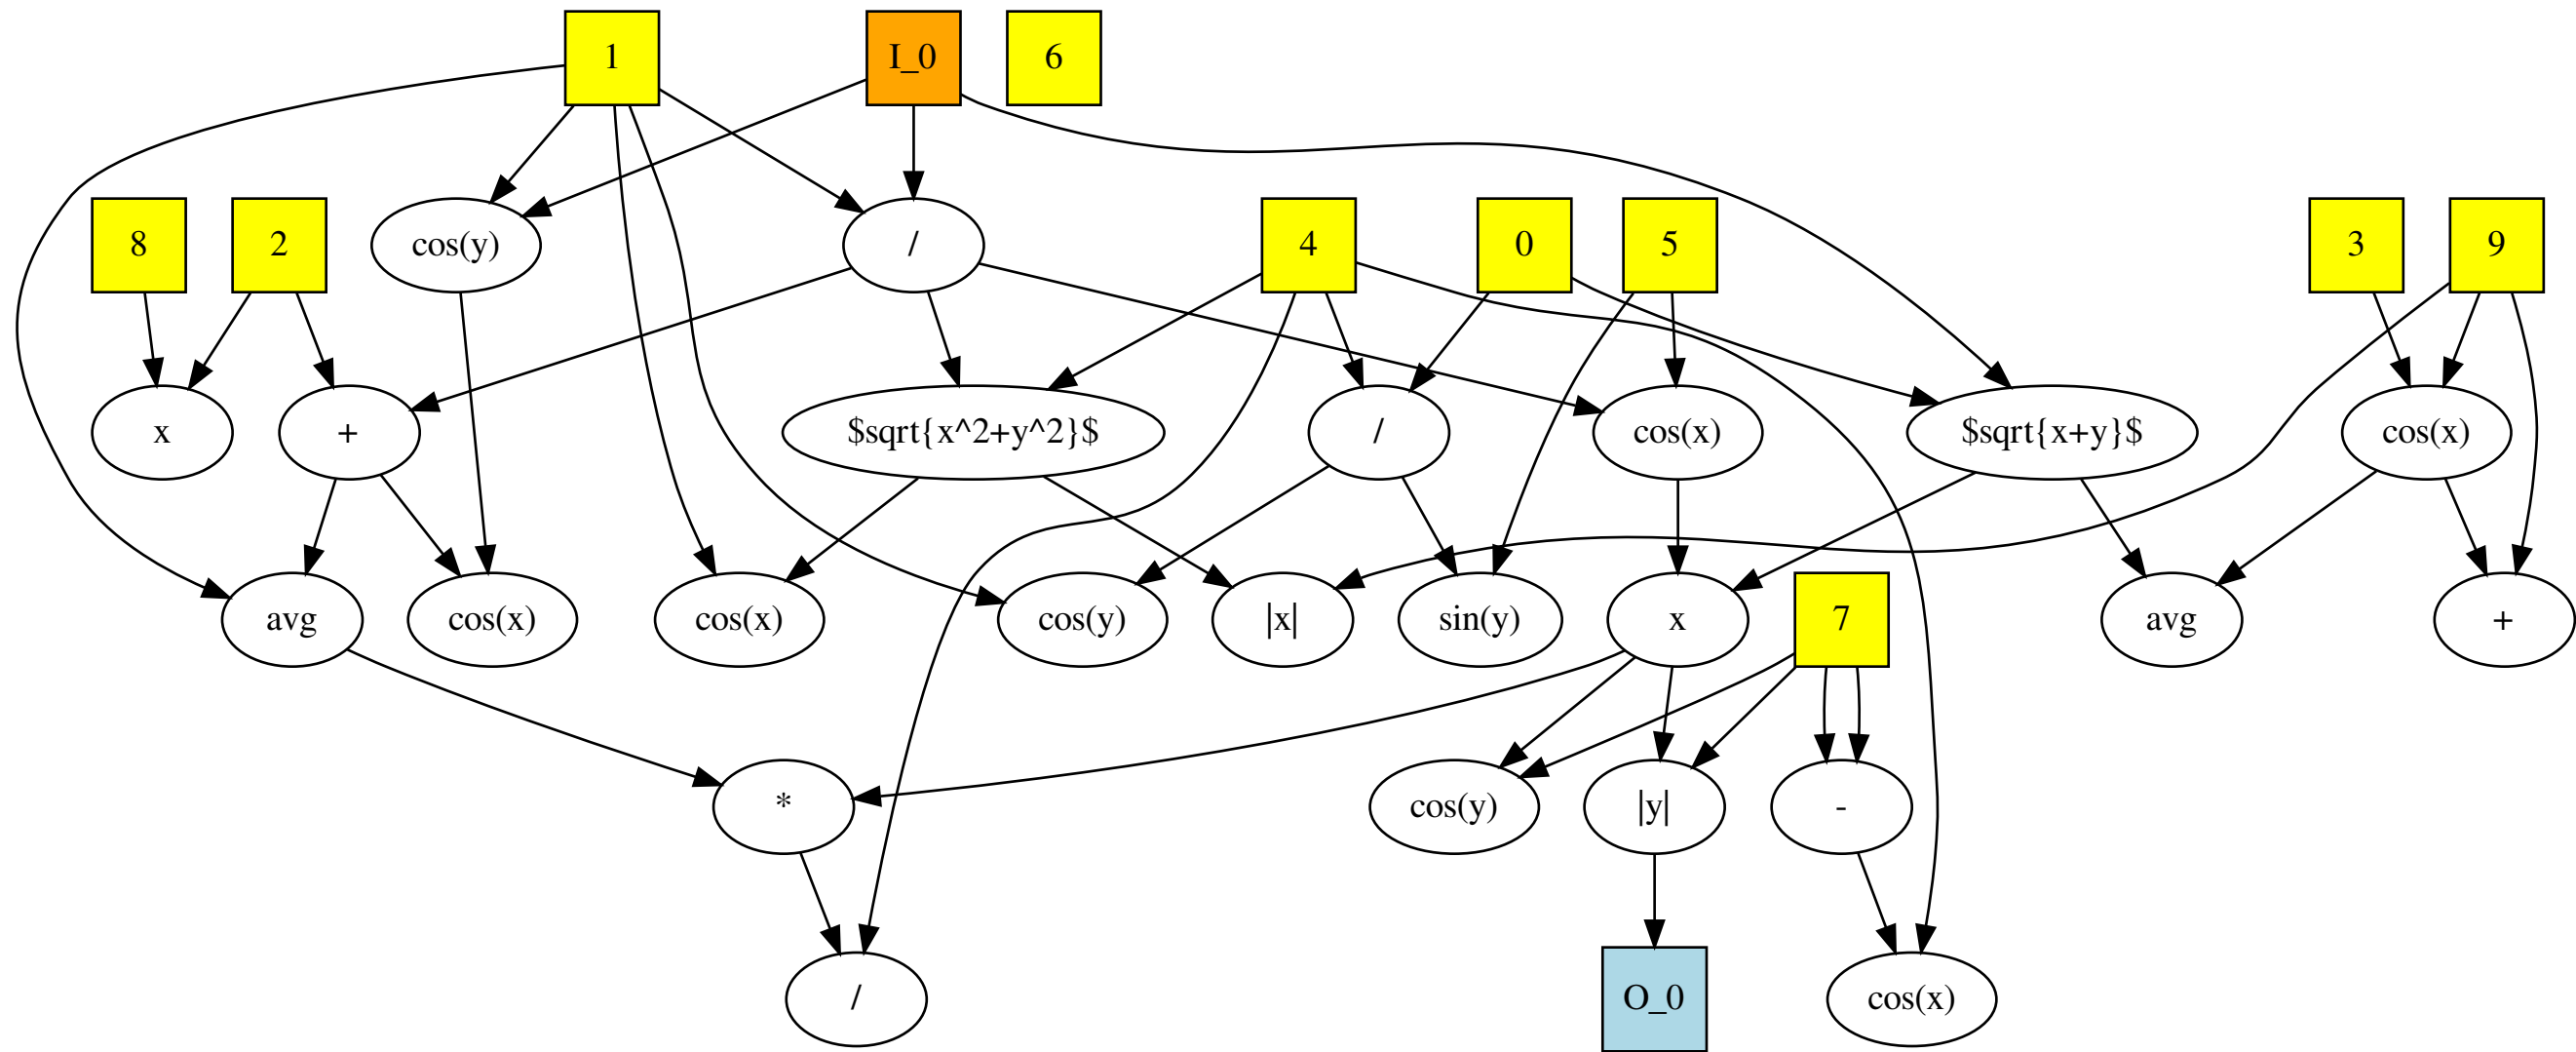 1
I_0
6
8
2
cos(y)
/
4
0
5
3
9
x
+
$sqrt{x^2+y^2}$
/
cos(x)
$sqrt{x+y}$
cos(x)
avg
cos(x)
cos(x)
cos(y)
|x|
sin(y)
x
7
avg
+
*
cos(y)
|y|
-
/
O_0
cos(x)